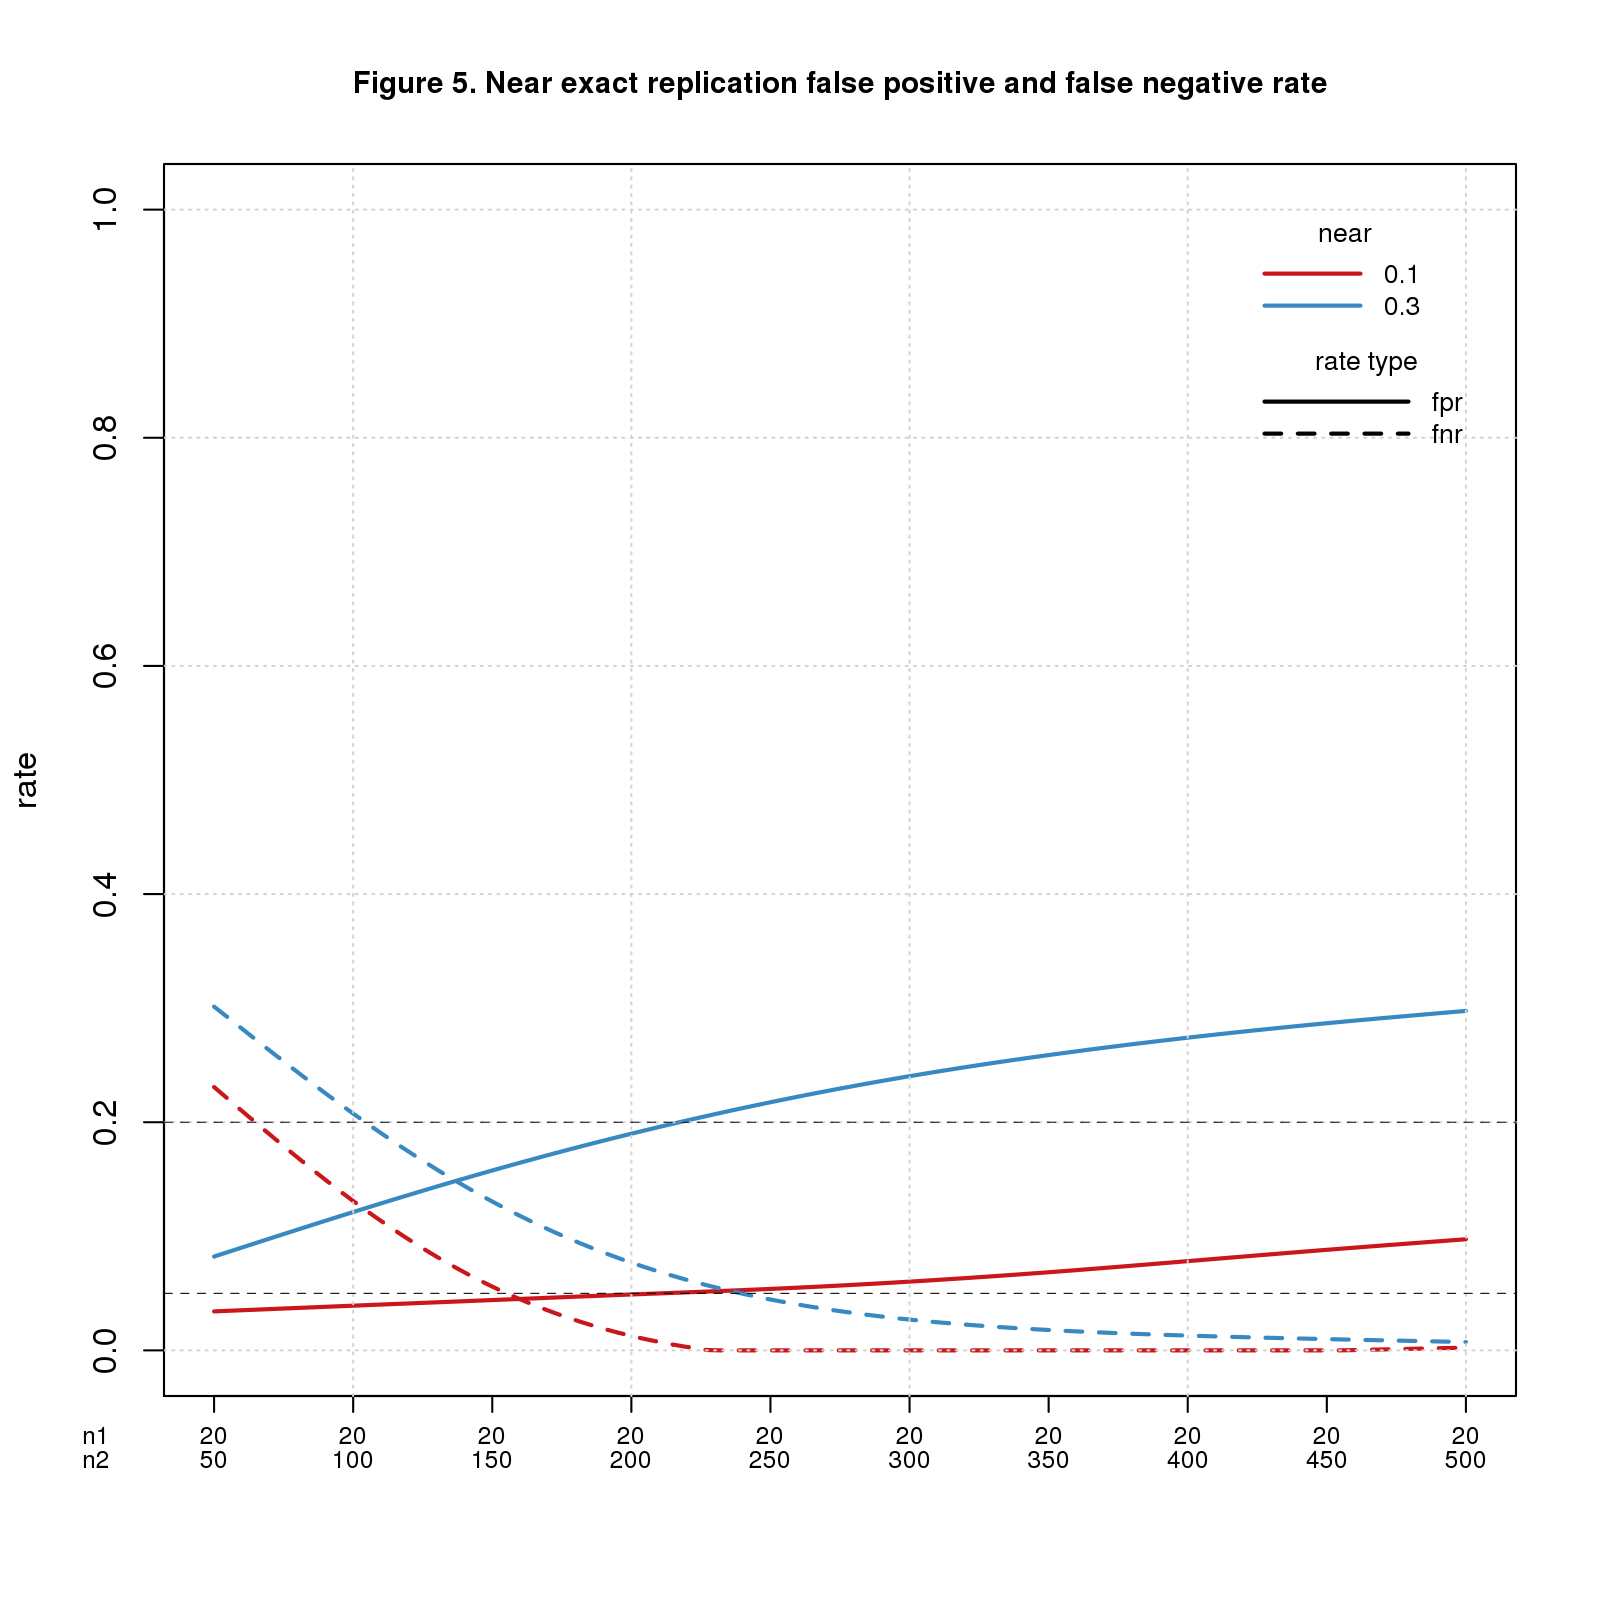 Figure 5. Near exact replication false positive and false negative rate
near
0.1
0.3
rate type
fpr
fnr
rate
1.0
0.8
0.6
0.4
0.2
0.0
n1 20 20 20 20 20 20 20 20 20 20
n2 50 100 150 200 250 300 350 400 450 500